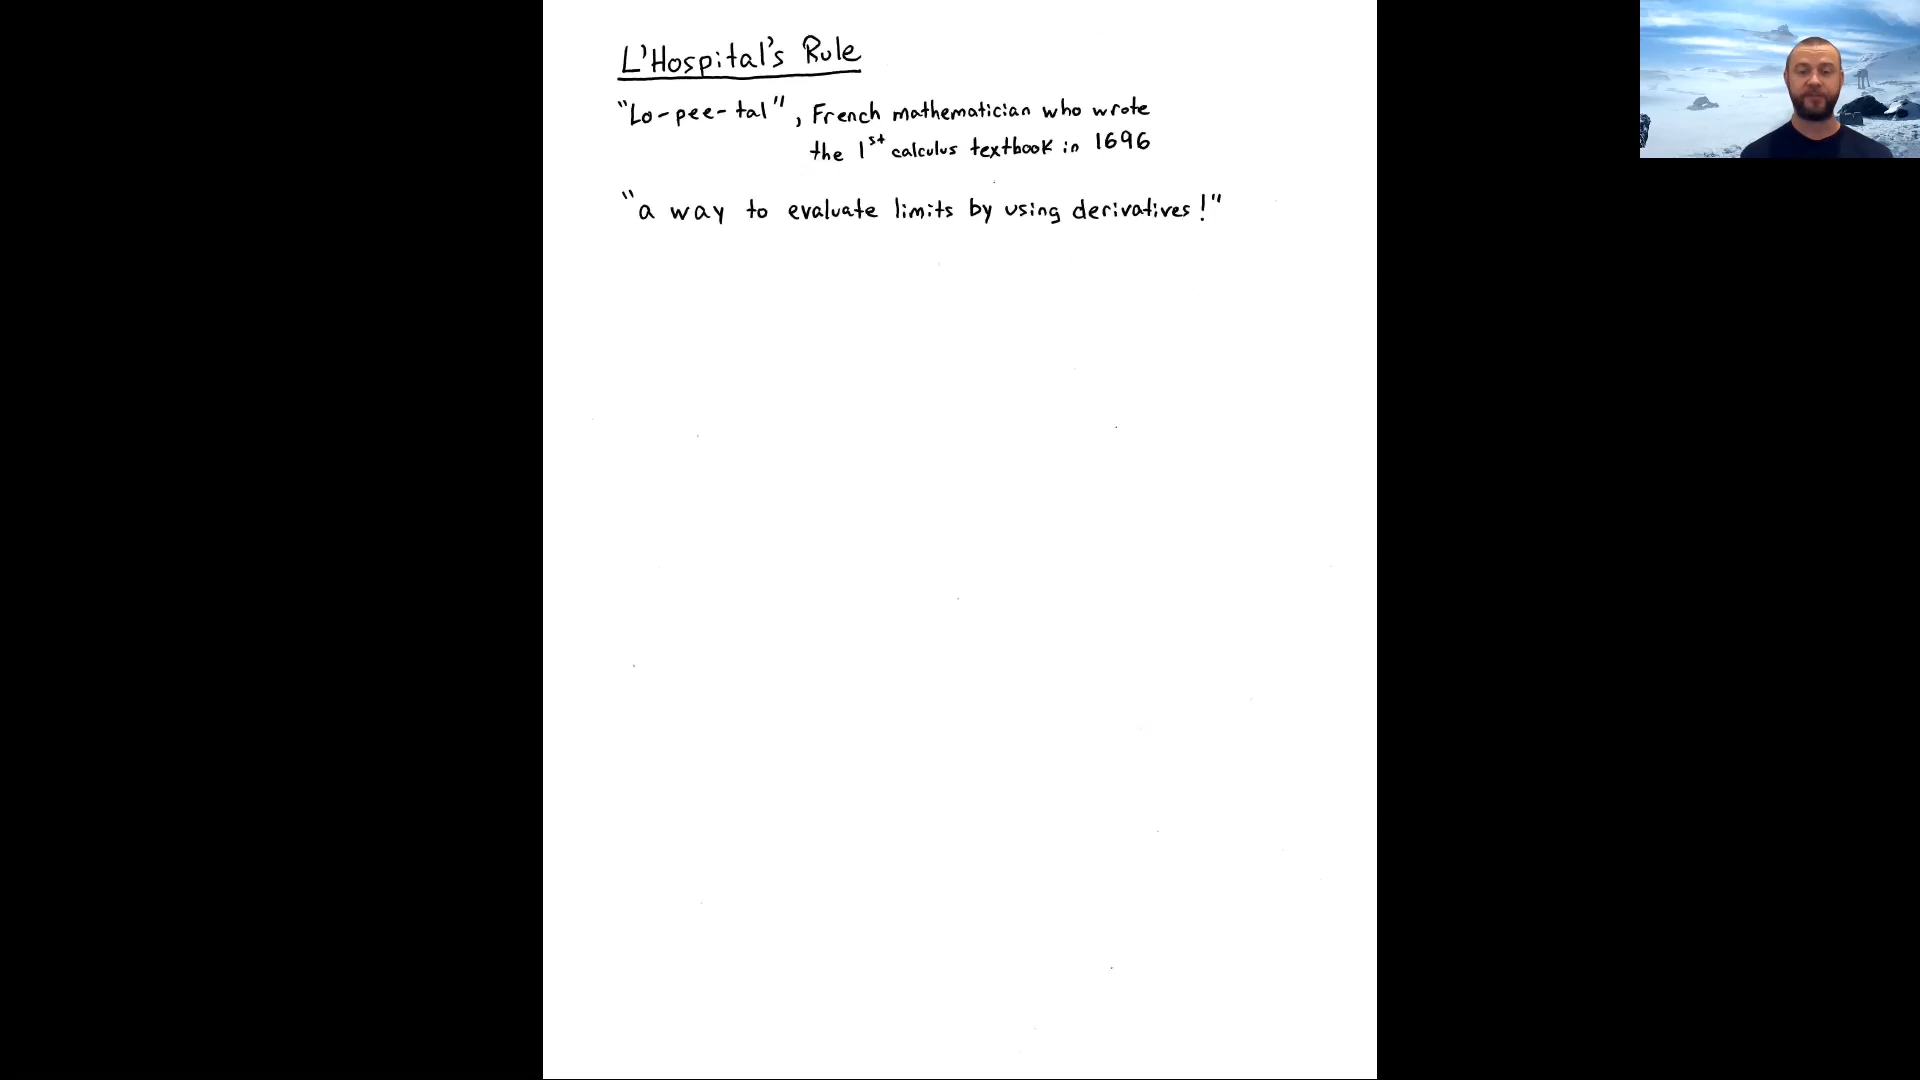 L'Hospital's Rule
"Lo-pee-tal", French mathematician who wrote
the 1st calculus textbook in 1696
"a way to evaluate limits by using derivatives!"